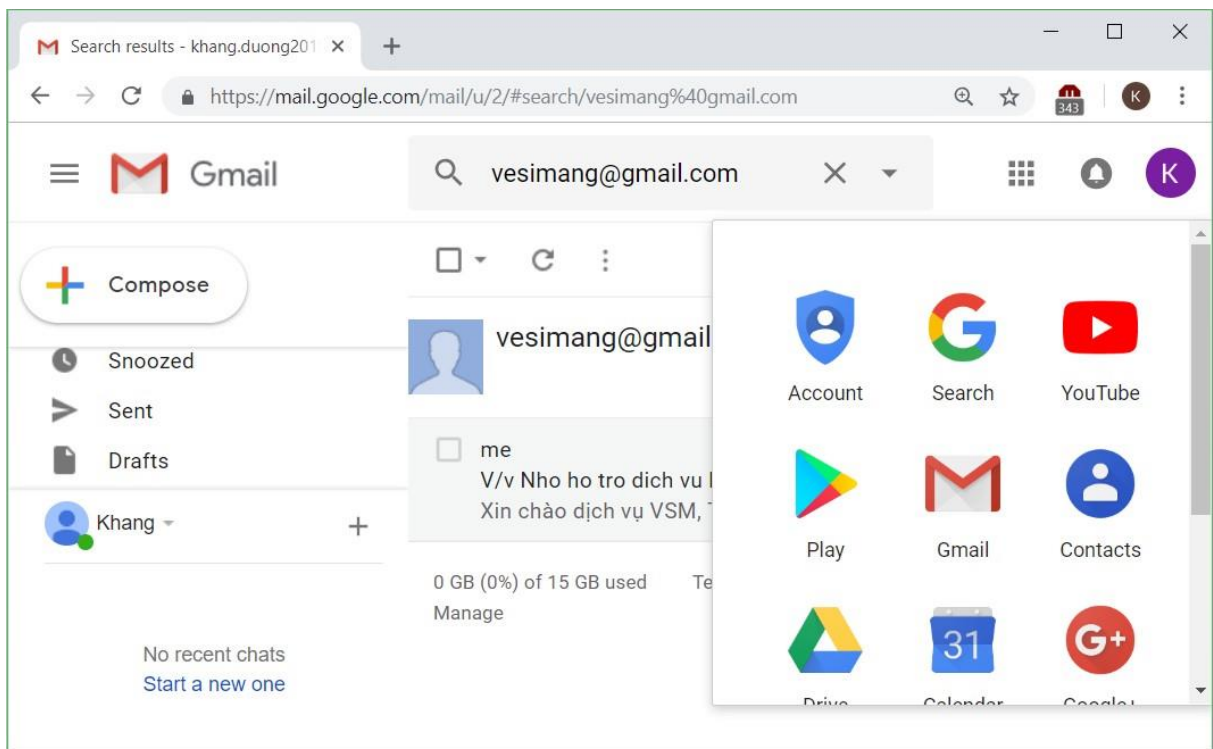 Search results - khang.duong201
https://mail.google.com/mail/u/2/#search/vesimang%40gmail.com
343
K
Gmail
vesimang@gmail.com
K
Compose
vesimang@gmail
Account
Search
YouTube
Snoozed
Sent
Drafts
me
V/v Nho ho tro dich vu
Xin chào dịch vụ VSM,
Play
Gmail
Contacts
Khang
0 GB (0%) of 15 GB used
Manage
31
G+
Drive
Calendar
Google+
No recent chats
Start a new one